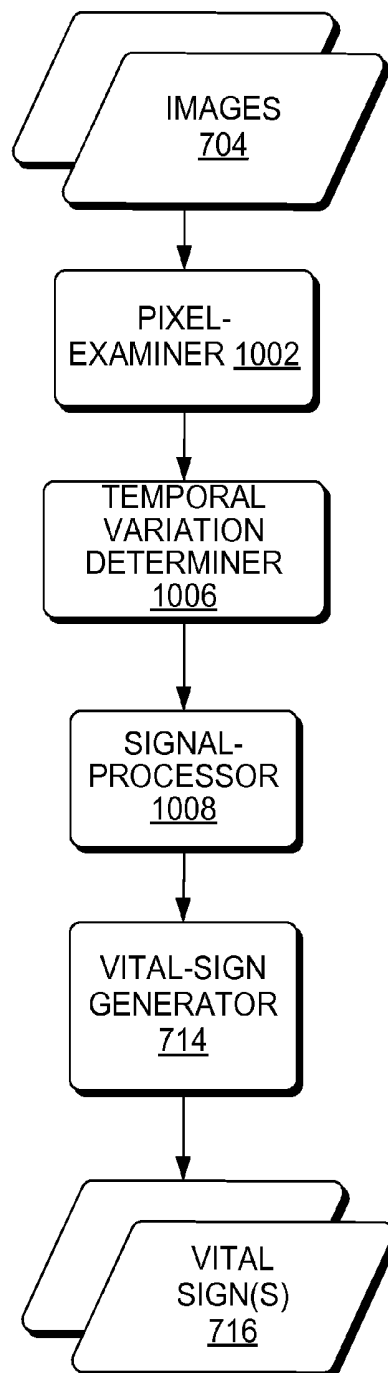 IMAGES
704
PIXEL-
EXAMINER 1002
TEMPORAL
VARIATION
DETERMINER
1006
SIGNAL-
PROCESSOR
1008
VITAL-SIGN
GENERATOR
714
VITAL
SIGN(S)
716